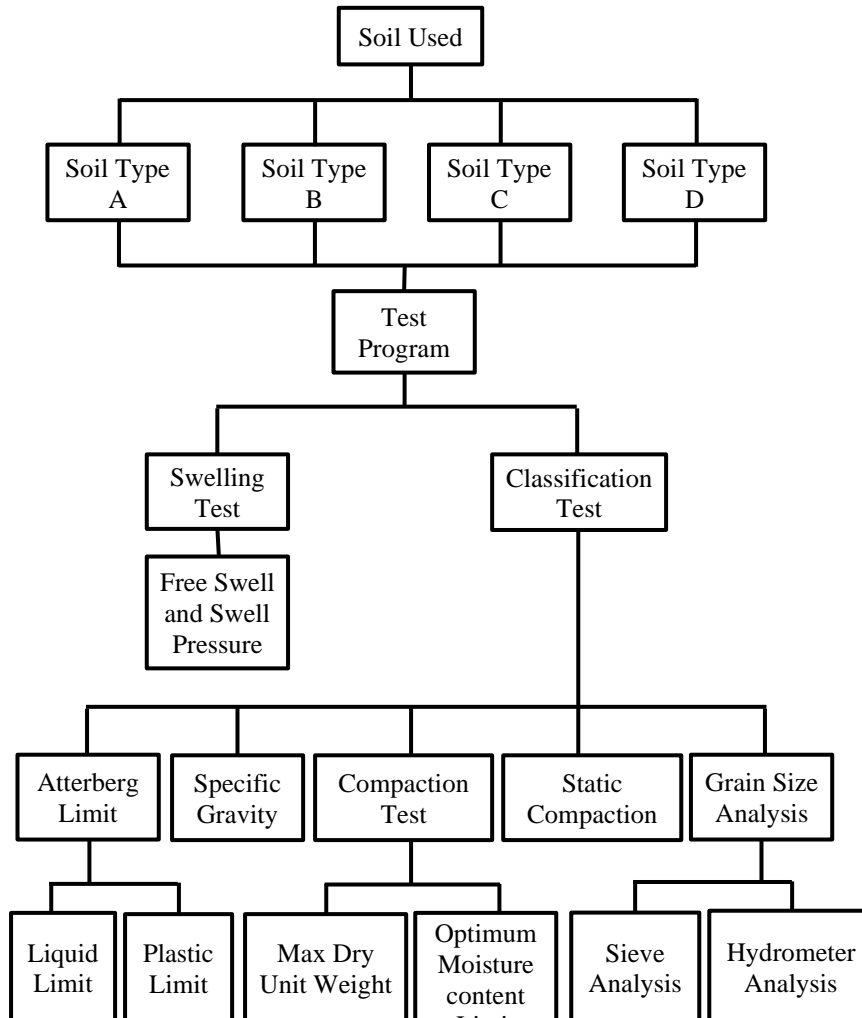 Soil Used
Soil Type
A
Soil Type
B
Soil Type
C
Soil Type
D
Test
Program
Swelling
Test
Classification
Test
Free Swell
and Swell
Pressure
Atterberg
Limit
Specific
Gravity
Compaction
Test
Static
Compaction
Grain Size
Analysis
Liquid
Limit
Plastic
Limit
Max Dry
Unit Weight
Optimum
Moisture
content
Sieve
Analysis
Hydrometer
Analysis